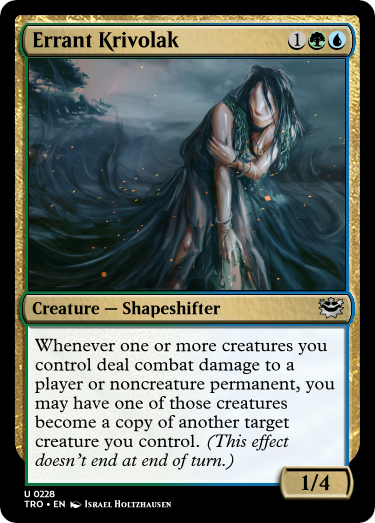 Errant Krivolak
1
Creature — Shapeshifter
Whenever one or more creatures you
control deal combat damage to a
player or noncreature permanent, you
may have one of those creatures
become a copy of another target
creature you control. (This effect
doesn't end at end of turn.)
1/4
U 0228
TRO • EN Israel Holtzhausen